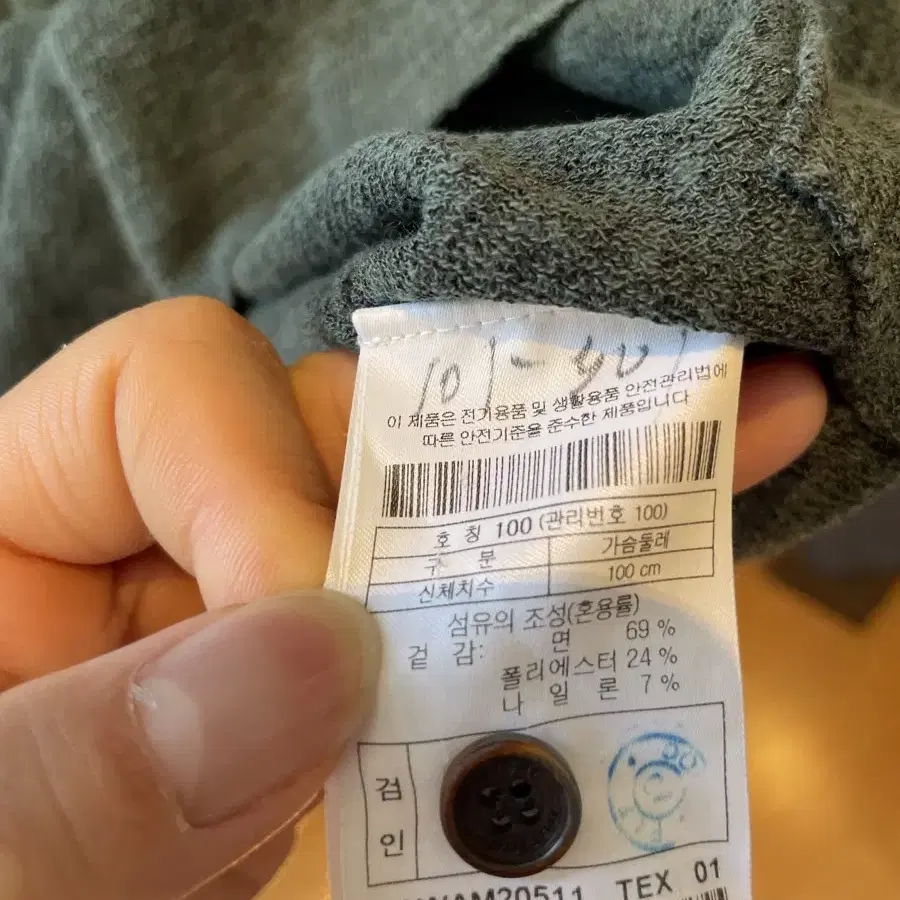 이 제품은 전기용품 및 생활용품 안전관리법에
따른 안전기준을 준수한 제품입니다
호 칭 100 (관리번호 100)
구 분 가슴둘레
신체치수 100 cm
섬유의 조성(혼용률)
겉 감: 면 69 %
폴리에스터 24 %
나 일 론 7 %
검
인
TEX 01